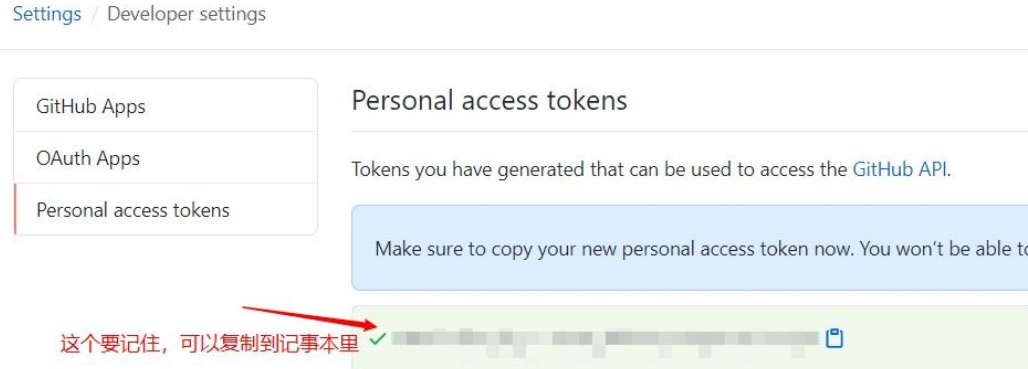 Settings / Developer settings
GitHub Apps
OAuth Apps
Personal access tokens
Personal access tokens
Tokens you have generated that can be used to access the GitHub API.
Make sure to copy your new personal access token now. You won't be able to
这个要记住，可以复制到记事本里